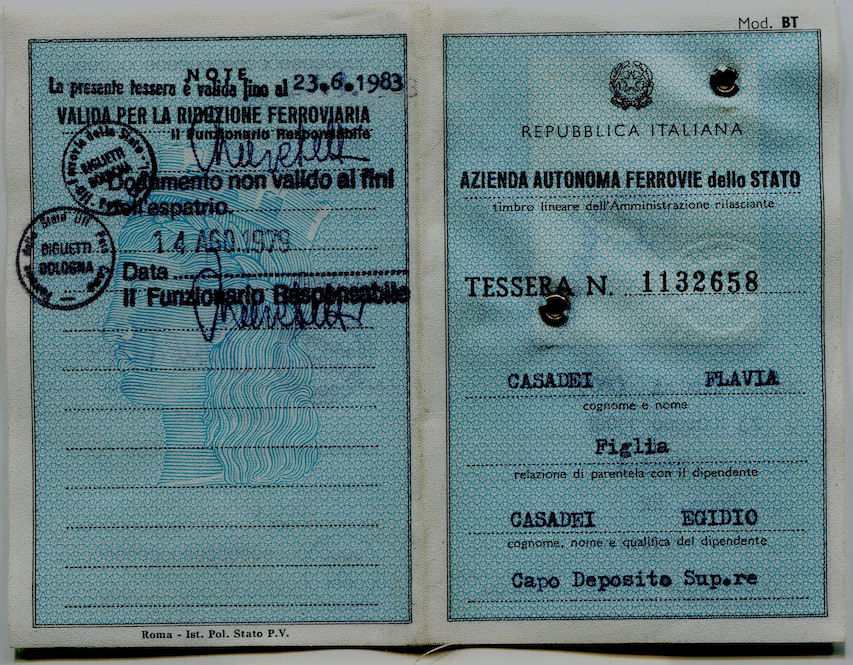 NOTE
La presente tessera è valida fino al 23.6.1983
VALIDA PER LA RIDUZIONE FERROVIARIA
Il Funzionario Responsabile
BIGLIETTI
BOLOGNA
Documento non valido ai fini
dell'espatrio.
BIGLIETTI
BOLOGNA
14 AGO.1979
Data
Il Funzionario Responsabile
Roma - Ist. Pol. Stato P.V.
Mod. BT
REPUBBLICA ITALIANA
AZIENDA AUTONOMA FERROVIE dello STATO
timbro lineare dell'Amministrazione rilasciante
TESSERA N. 1132658
CASADEI FLAVIA
cognome e nome
Figlia
relazione di parentela con il dipendente
CASADEI EGIDIO
cognome, nome e qualifica del dipendente
Capo Deposito Sup.re